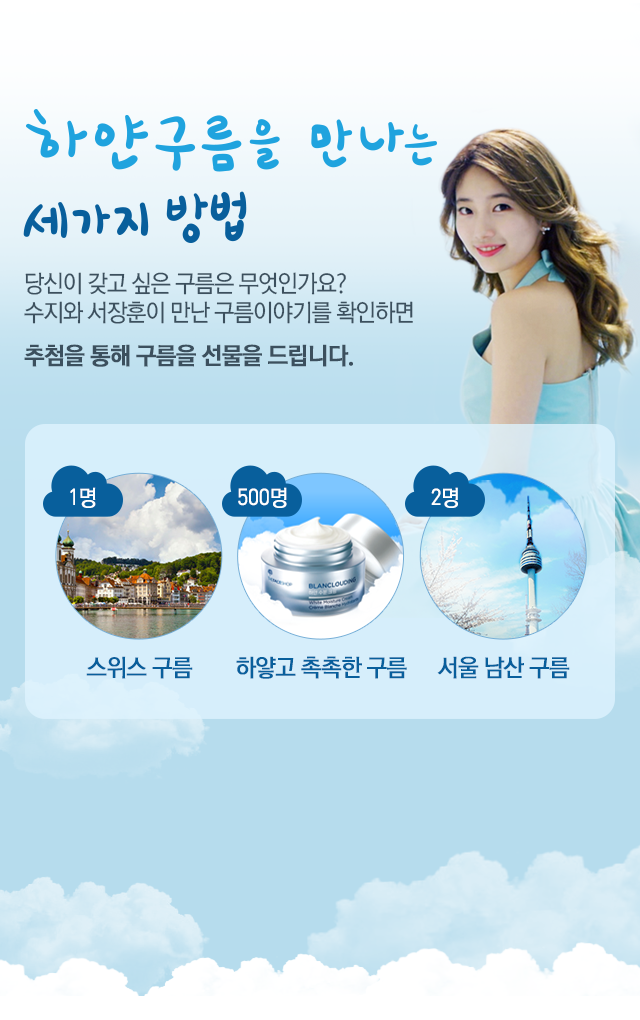 하얀구름을 만나는
세가지 방법
당신이 갖고 싶은 구름은 무엇인가요?
수지와 서장훈이 만난 구름이야기를 확인하면
추첨을 통해 구름을 선물을 드립니다.
1명
500명
2명
BLANCLOUDING
White Moisture Cream
스위스 구름
하얗고 촉촉한 구름
서울 남산 구름